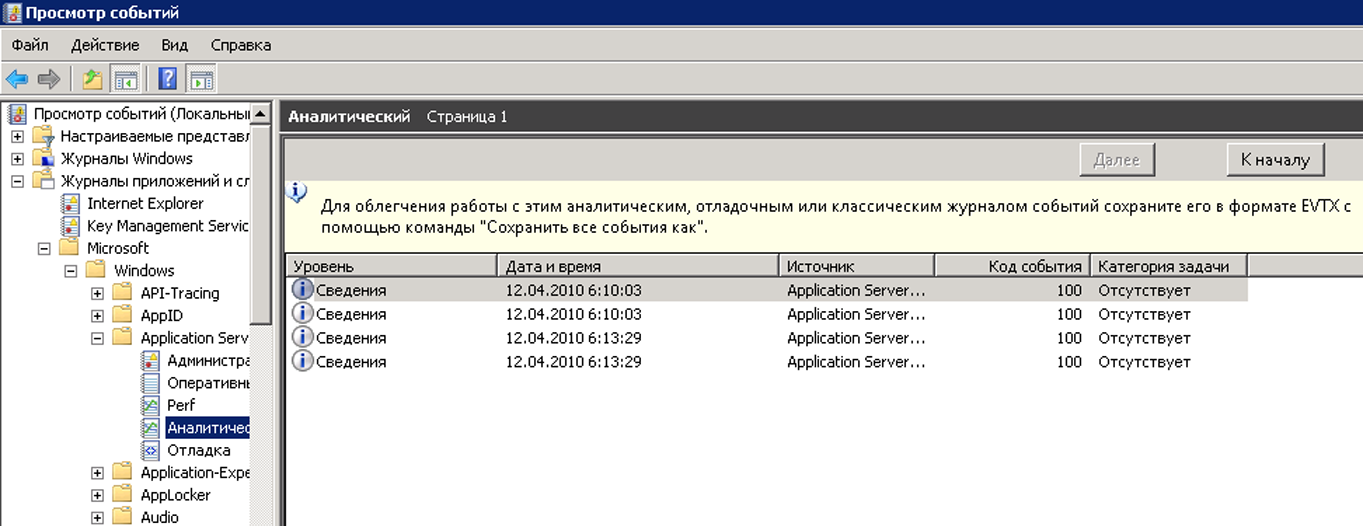 Просмотр событий
Файл Действие Вид Справка
Просмотр событий (Локальны
Настраиваемые представл
Журналы Windows
Журналы приложений и сл
Internet Explorer
Key Management Servic
Microsoft
Windows
API-Tracing
AppID
Application Serv
Администра
Оперативнь
Perf
Аналитичес
Отладка
Application-Expe
AppLocker
Audio
Аналитический Страница 1
Далее К началу
Для облегчения работы с этим аналитическим, отладочным или классическим журналом событий сохраните его в формате EVTX с
помощью команды "Сохранить все события как".
Уровень Дата и время Источник Код события Категория задачи
Сведения 12.04.2010 6:10:03 Application Server... 100 Отсутствует
Сведения 12.04.2010 6:10:03 Application Server... 100 Отсутствует
Сведения 12.04.2010 6:13:29 Application Server... 100 Отсутствует
Сведения 12.04.2010 6:13:29 Application Server... 100 Отсутствует